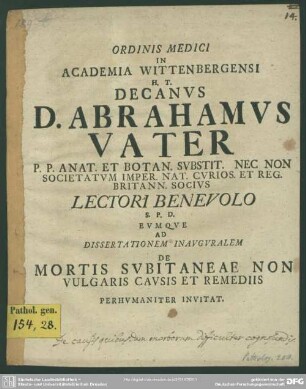 14.
ORDINIS MEDICI
IN
ACADEMIA WITTENBERGENSI
H. T.
DECANVS
D. ABRAHAMVS
VATER
P. P. ANAT. ET BOTAN. SVBSTIT. NEC NON
SOCIETATVM IMPER. NAT. CVRIOS. ET REG.
BRITANN. SOCIVS
LECTORI BENEVOLO
S. P. D.
EVMQVE
AD
DISSERTATIONEM INAVGVRALEM
DE
MORTIS SVBITANEAE NON
VULGARIS CAVSIS ET REMEDIIS
PERHVMANITER INVITAT.
Pathol. gen.
154, 28.